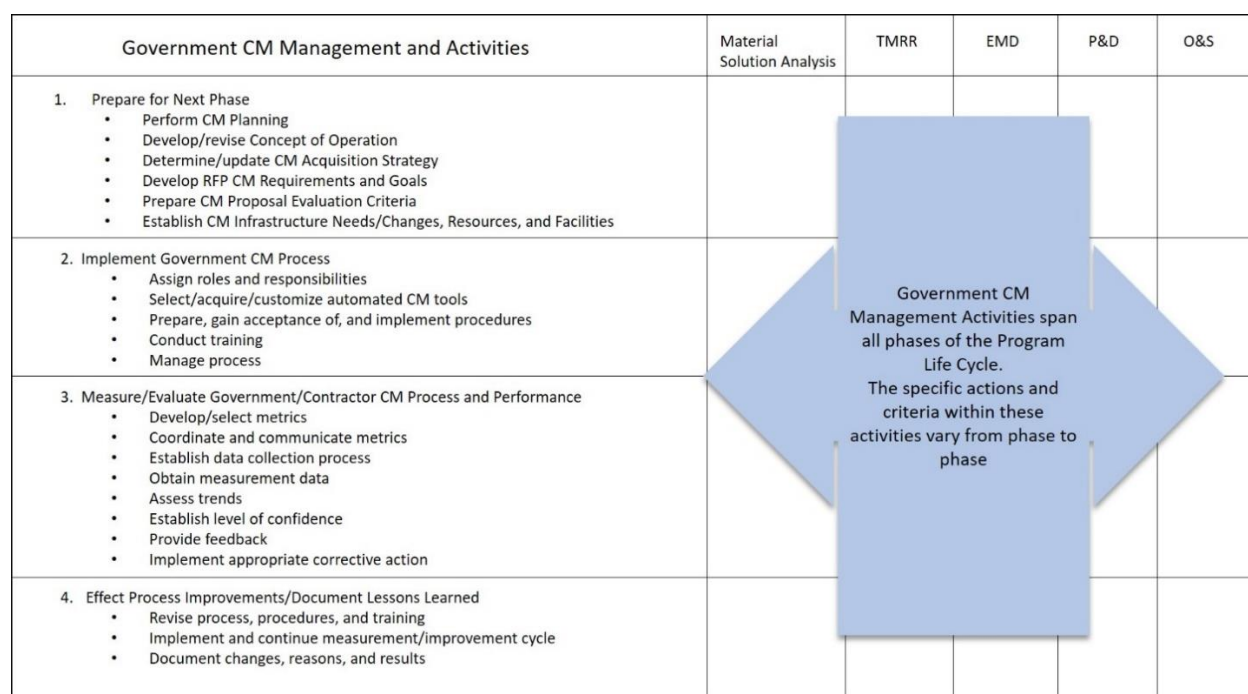 Government CM Management and Activities
Material
Solution Analysis
TMRR
EMD
P&D
O&S
1. Prepare for Next Phase
• Perform CM Planning
• Develop/revise Concept of Operation
• Determine/update CM Acquisition Strategy
• Develop RFP CM Requirements and Goals
• Prepare CM Proposal Evaluation Criteria
• Establish CM Infrastructure Needs/Changes, Resources, and Facilities
2. Implement Government CM Process
• Assign roles and responsibilities
• Select/acquire/customize automated CM tools
• Prepare, gain acceptance of, and implement procedures
• Conduct training
• Manage process
3. Measure/Evaluate Government/Contractor CM Process and Performance
• Develop/select metrics
• Coordinate and communicate metrics
• Establish data collection process
• Obtain measurement data
• Assess trends
• Establish level of confidence
• Provide feedback
• Implement appropriate corrective action
4. Effect Process Improvements/Document Lessons Learned
• Revise process, procedures, and training
• Implement and continue measurement/improvement cycle
• Document changes, reasons, and results
Government CM
Management Activities span
all phases of the Program
Life Cycle.
The specific actions and
criteria within these
activities vary from phase to
phase